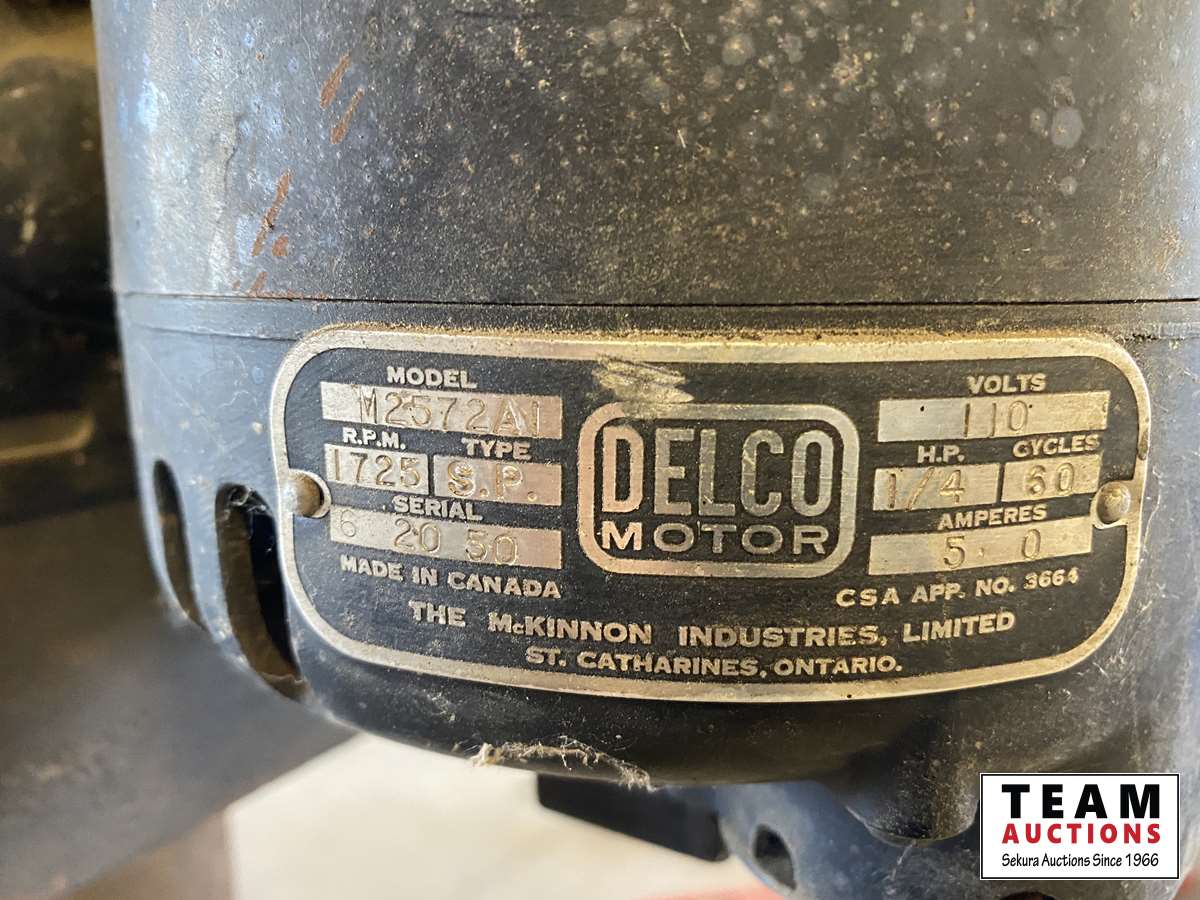 MODEL
M2572A1
R.P.M. TYPE
1725 S.P.
SERIAL
6 20 50
MADE IN CANADA
DELCO
MOTOR
VOLTS
110
H.P. CYCLES
1/4 60
AMPERES
5.0
CSA APP. NO. 3664
THE McKINNON INDUSTRIES, LIMITED
ST. CATHARINES, ONTARIO.
TEAM
AUCTIONS
Sekura Auctions Since 1966